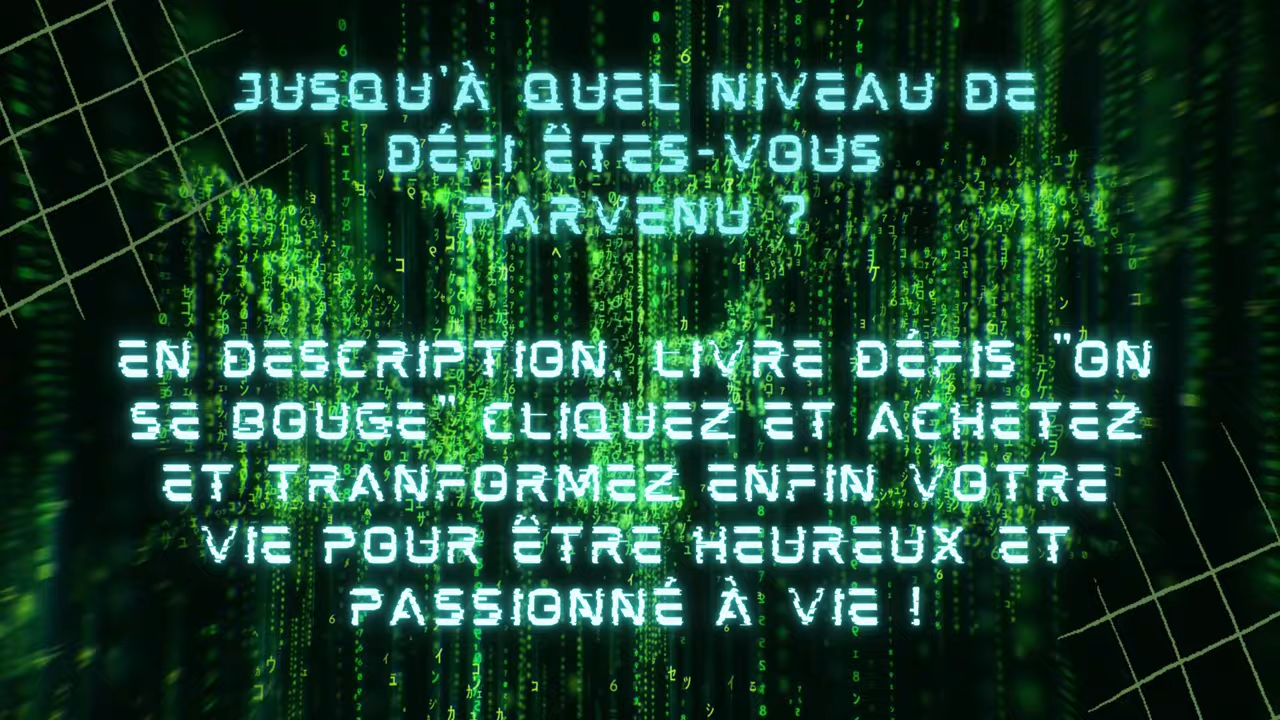 JUSQU'À QUEL NIVEAU DE
DÉFI ÊTES-VOUS
PARVENU ?
EN DESCRIPTION, LIVRE DÉFIS "ON
SE BOUGE" CLIQUEZ ET ACHETEZ
ET TRANFORMEZ ENFIN VOTRE
VIE POUR ÊTRE HEUREUX ET
PASSIONNÉ À VIE !